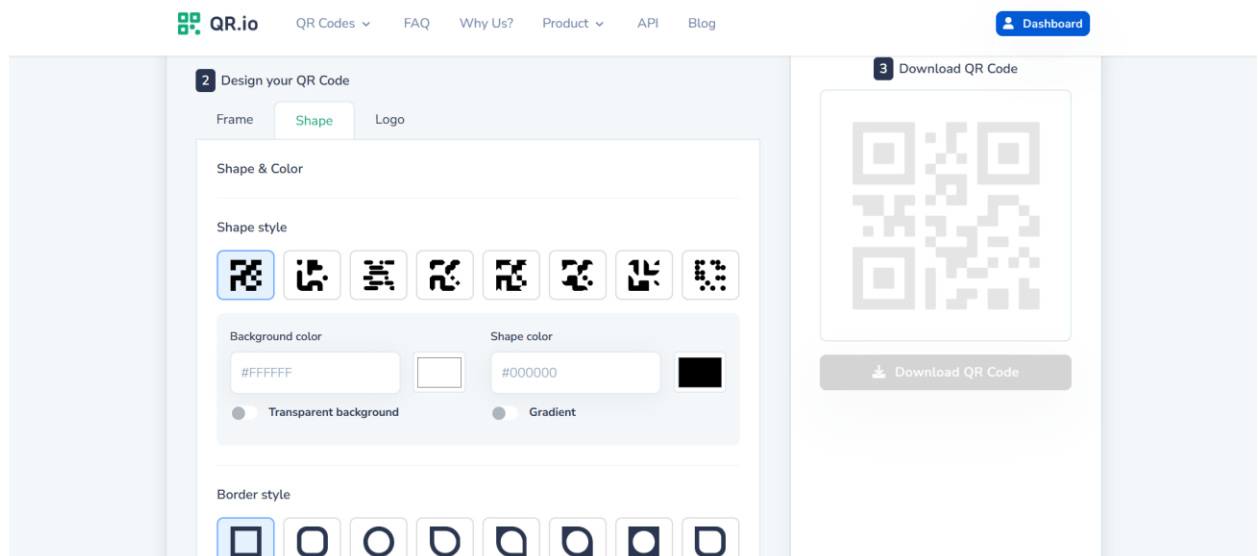 QR.io
QR Codes
FAQ
Why Us?
Product
API
Blog
Dashboard
2 Design your QR Code
Frame
Shape
Logo
Shape & Color
Shape style
Background color
Shape color
#FFFFFF
#000000
Transparent background
Gradient
Border style
3 Download QR Code
Download QR Code